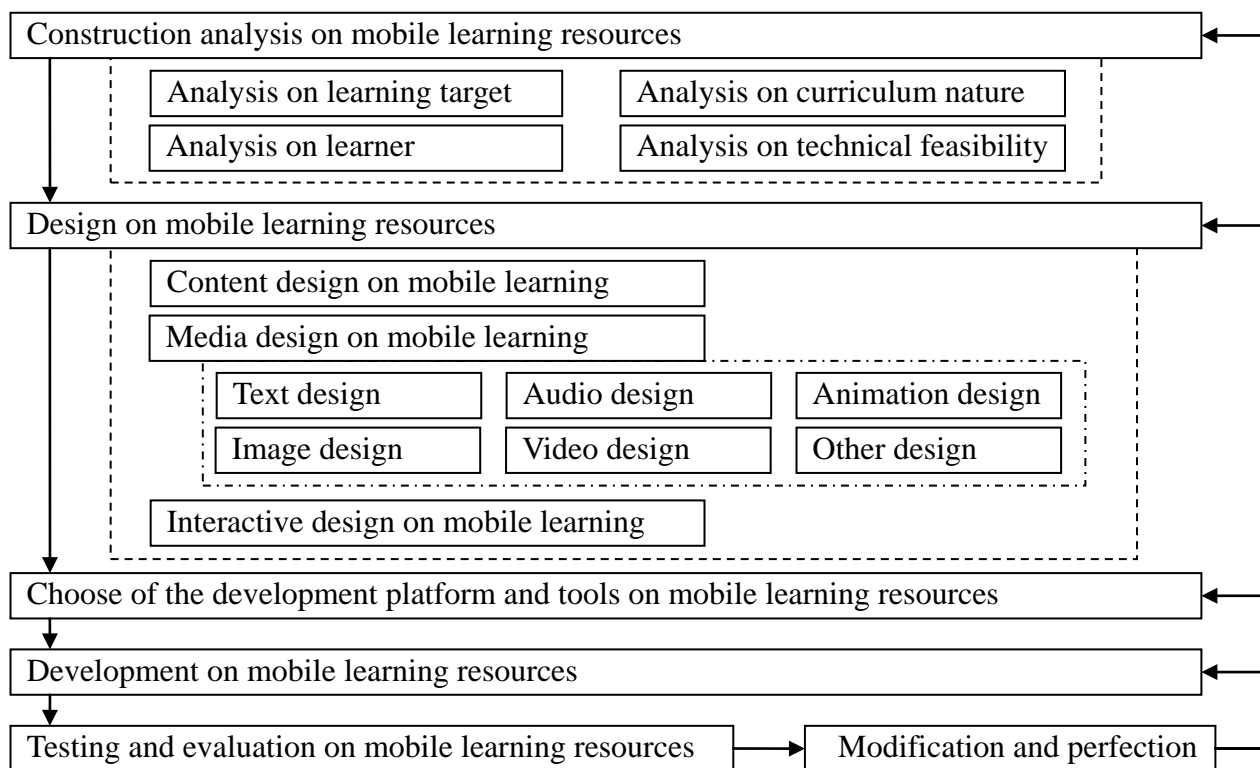 Construction analysis on mobile learning resources
Analysis on learning target
Analysis on curriculum nature
Analysis on learner
Analysis on technical feasibility
Design on mobile learning resources
Content design on mobile learning
Media design on mobile learning
Text design
Audio design
Animation design
Image design
Video design
Other design
Interactive design on mobile learning
Choose of the development platform and tools on mobile learning resources
Development on mobile learning resources
Testing and evaluation on mobile learning resources
Modification and perfection